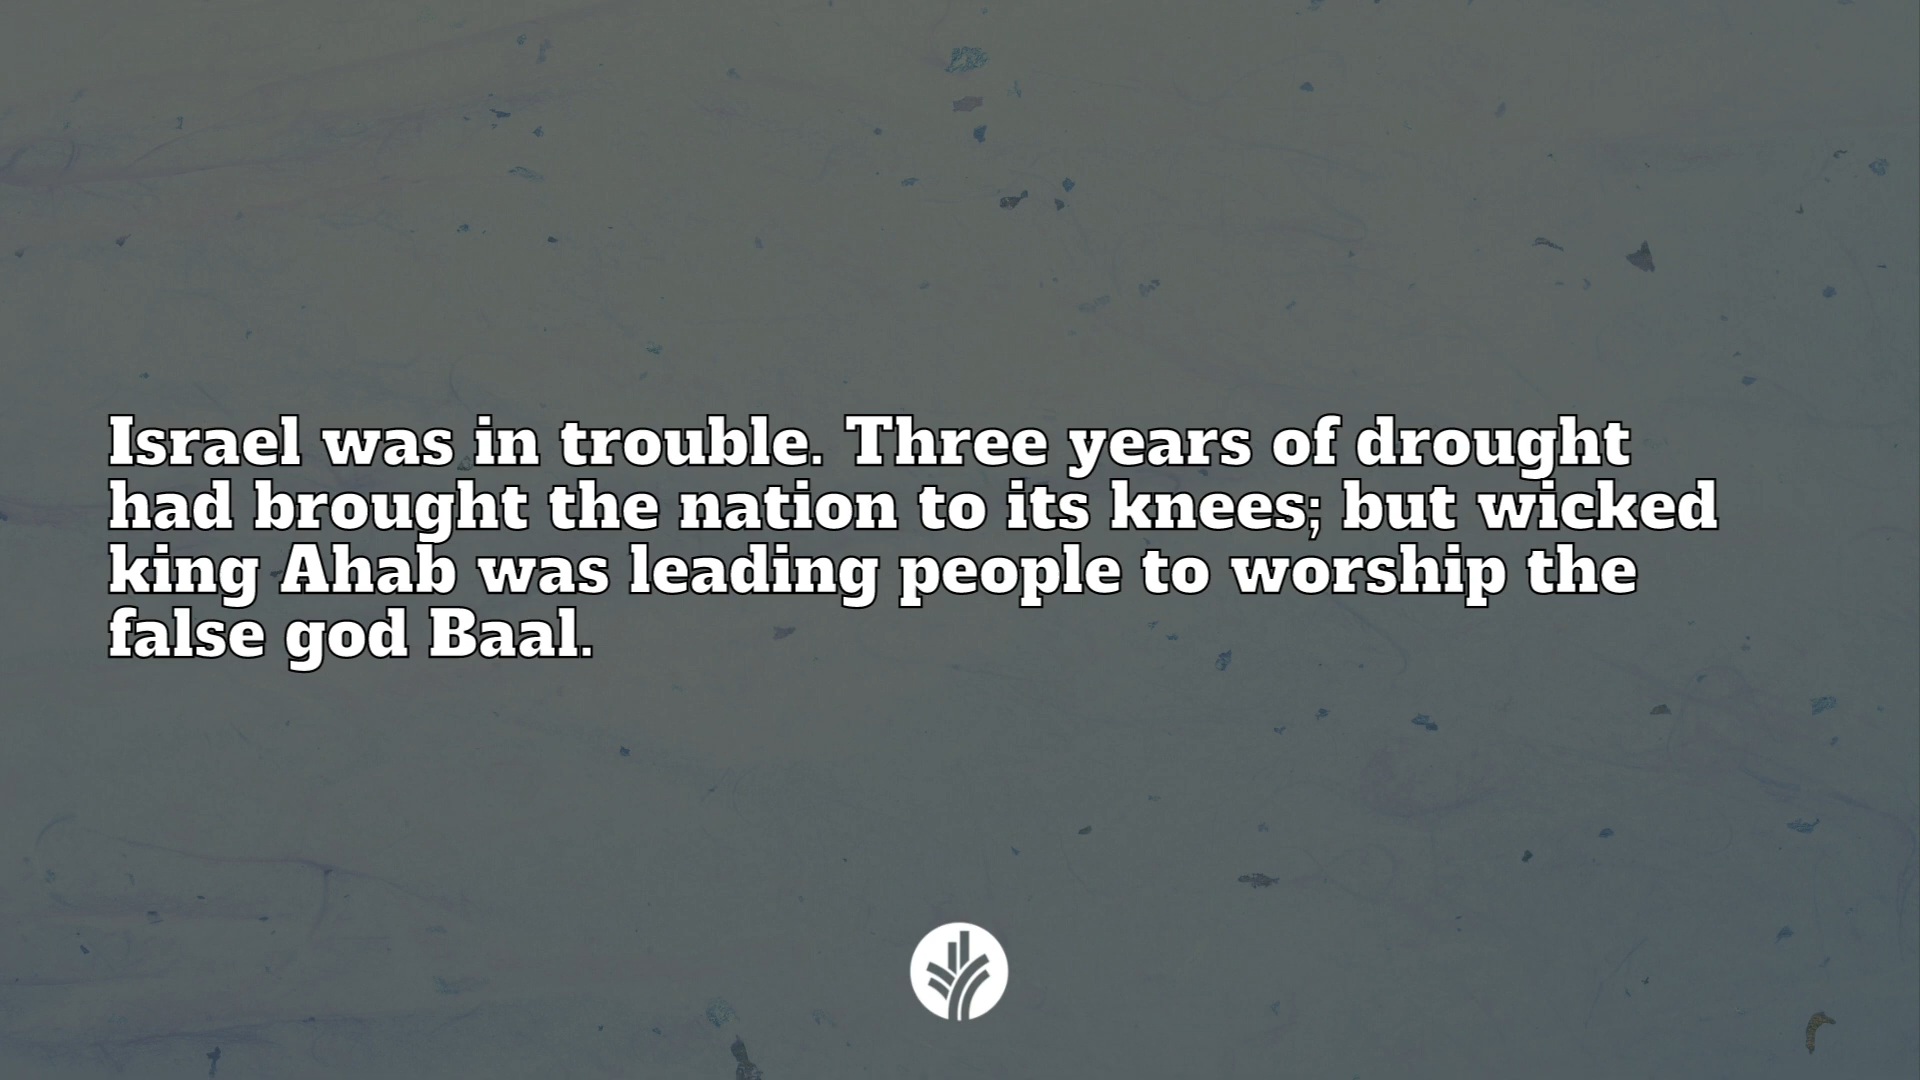 Israel was in trouble. Three years of drought
had brought the nation to its knees; but wicked
king Ahab was leading people to worship the
false god Baal.